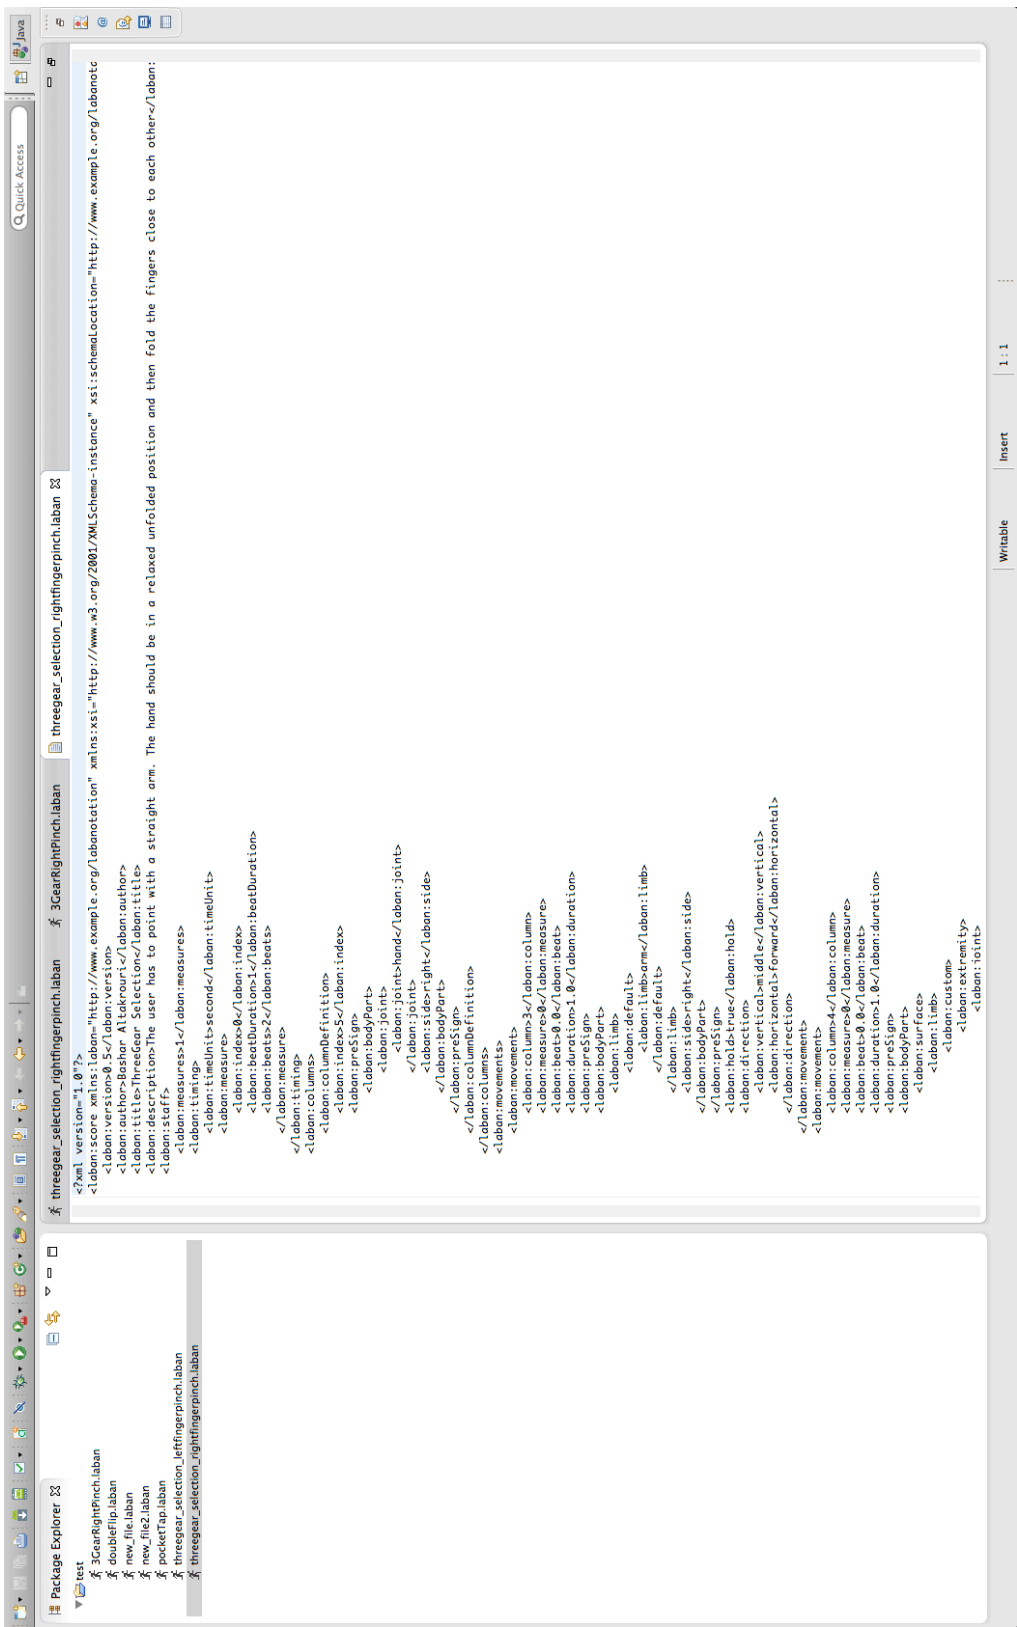 Quick Access
Java
Package Explorer
test
3GearRightPinch.laban
doubleFlip.laban
new_file.laban
new_file2.laban
pocketTap.laban
threegear_selection_leftfingerpinch.laban
threegear_selection_rightfingerpinch.laban
threegear_selection_rightfingerpinch.laban
3GearRightPinch.laban
threegear_selection_rightfingerpinch.laban
<?xml version="1.0"?>
<laban:score xmlns:laban="http://www.example.org/labanotation" xmlns:xsi="http://www.w3.org/2001/XMLSchema-instance" xsi:schemaLocation="http://www.example.org/labanota
<laban:version>0.5</laban:version>
<laban:author>Bashar Altakrouri</laban:author>
<laban:title>ThreeGear Selection</laban:title>
<laban:description>The user has to point with a straight arm. The hand should be in a relaxed unfolded position and then fold the fingers close to each other</laban:
<laban:staff>
<laban:measures>1</laban:measures>
<laban:timing>
<laban:timeUnit>second</laban:timeUnit>
<laban:measure>
<laban:index>0</laban:index>
<laban:beatDuration>1</laban:beatDuration>
<laban:beats>2</laban:beats>
</laban:measure>
</laban:timing>
<laban:columns>
<laban:columnDefinition>
<laban:index>5</laban:index>
<laban:preSign>
<laban:bodyPart>
<laban:joint>
<laban:joint>hand</laban:joint>
</laban:joint>
<laban:side>right</laban:side>
</laban:bodyPart>
</laban:preSign>
</laban:columnDefinition>
</laban:columns>
<laban:movements>
<laban:movement>
<laban:column>3</laban:column>
<laban:measure>0</laban:measure>
<laban:beat>0.0</laban:beat>
<laban:duration>1.0</laban:duration>
<laban:preSign>
<laban:bodyPart>
<laban:limb>
<laban:default>
<laban:limb>arm</laban:limb>
</laban:default>
</laban:limb>
<laban:side>right</laban:side>
</laban:bodyPart>
</laban:preSign>
<laban:hold>true</laban:hold>
<laban:direction>
<laban:vertical>middle</laban:vertical>
<laban:horizontal>forward</laban:horizontal>
</laban:direction>
</laban:movement>
<laban:movement>
<laban:column>4</laban:column>
<laban:measure>0</laban:measure>
<laban:beat>0.0</laban:beat>
<laban:duration>1.0</laban:duration>
<laban:preSign>
<laban:bodyPart>
<laban:surface>
<laban:limb>
<laban:custom>
<laban:extremity>
<laban:joint>
Writable
Insert
1 : 1